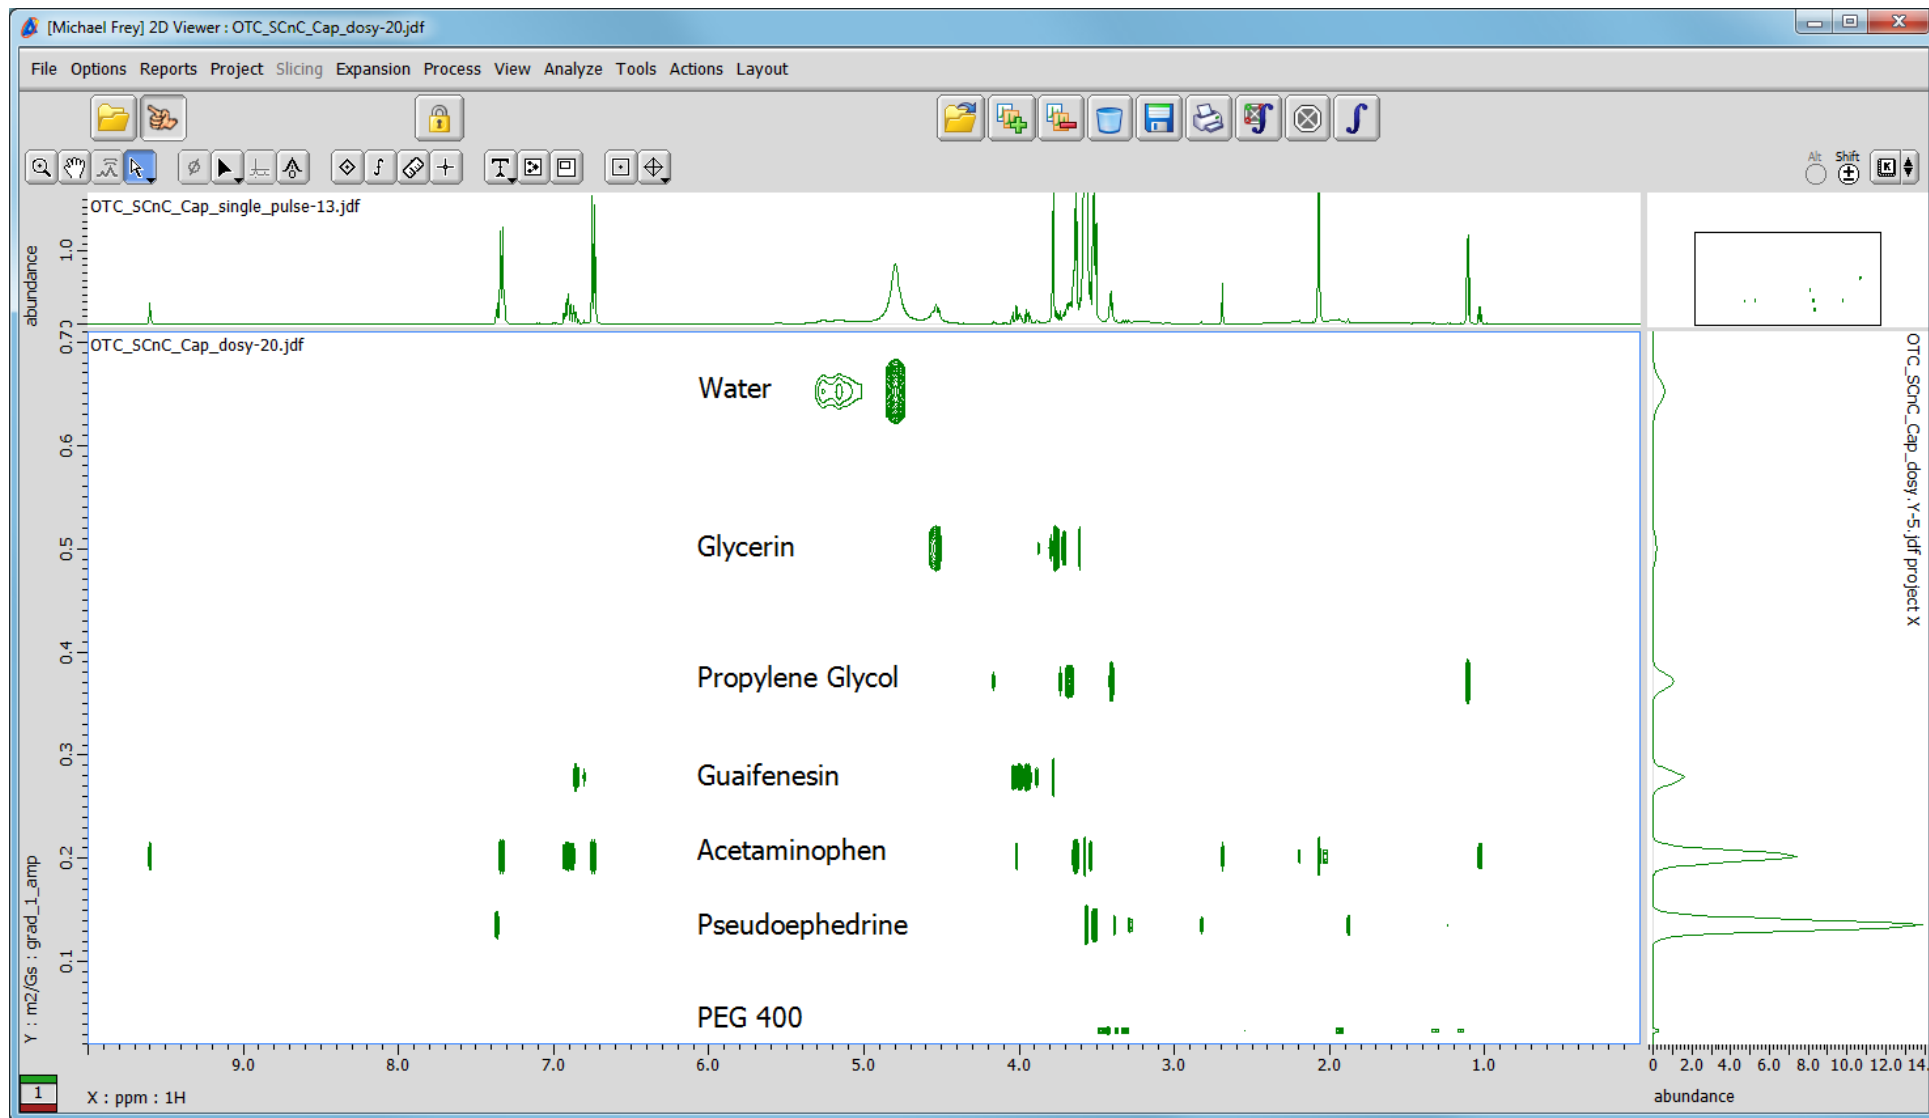 [Michael Frey] 2D Viewer : OTC_SCnC_Cap_dosy-20.jdf
File Options Reports Project Slicing Expansion Process View Analyze Tools Actions Layout
Alt Shift
K
OTC_SCnC_Cap_single_pulse-13.jdf
abundance
1.0
0
OTC_SCnC_Cap_dosy-20.jdf
0.7
0.6
0.5
0.4
0.3
0.2
0.1
Y : m2/Gs : grad_1_amp
Water
Glycerin
Propylene Glycol
Guaifenesin
Acetaminophen
Pseudoephedrine
PEG 400
OTC_SCnC_Cap_dosy.Y-5.jdf project X
9.0 8.0 7.0 6.0 5.0 4.0 3.0 2.0 1.0
0 2.0 4.0 6.0 8.0 10.0 12.0 14.
1
X : ppm : 1H
abundance